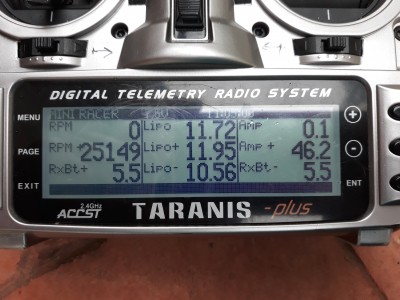 DIGITAL TELEMETRY RADIO SYSTEM
MENU
PAGE
EXIT
MINI RACER
RPM 0 Lipo 11.72 Amp 0.1
RPM +25149 Lipo+ 11.95 Amp + 46.2
RxBt+ 5.5 Lipo- 10.56 RxBt- 5.5
+
-
ENT
2.4GHz
ACCST TARANIS -plus